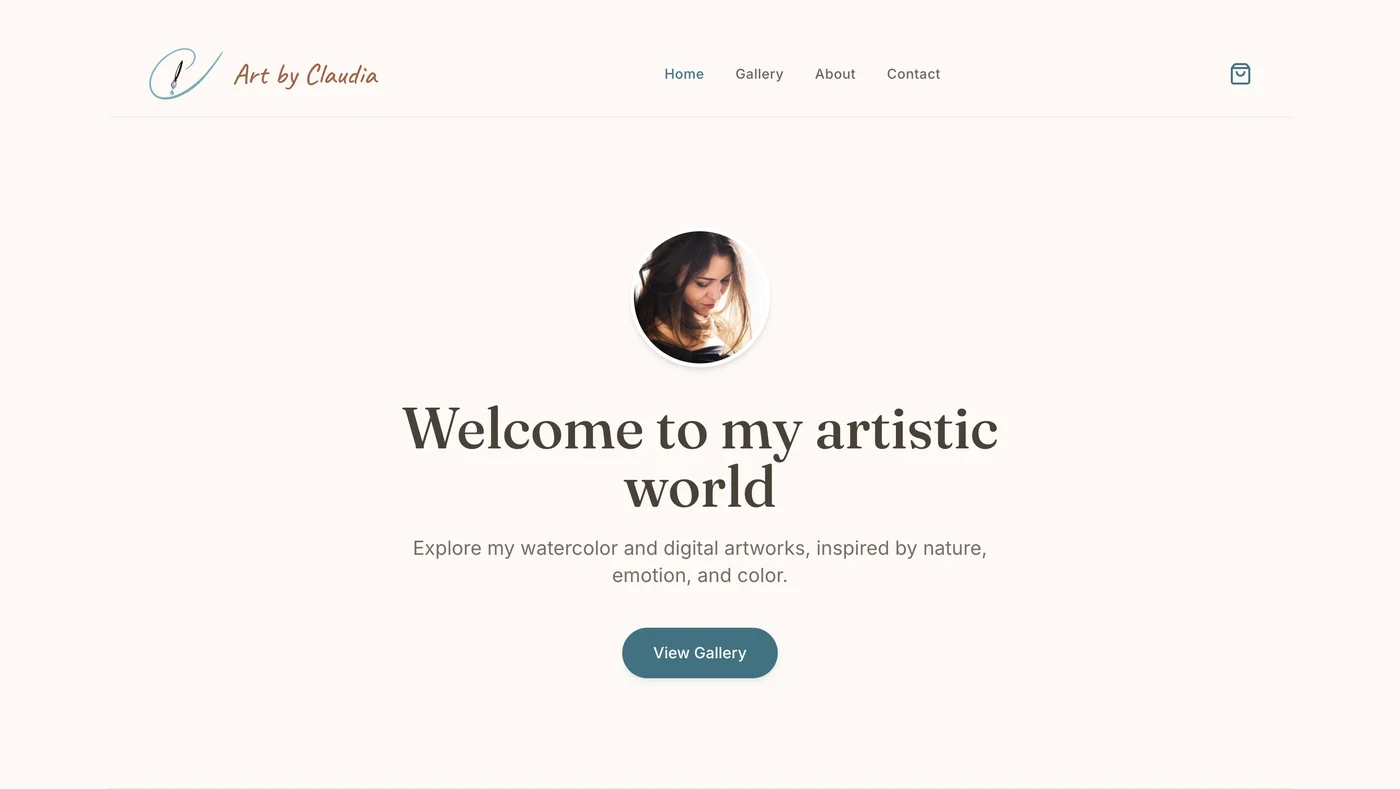 Art by Claudia
Home Gallery About Contact
Welcome to my artistic
world
Explore my watercolor and digital artworks, inspired by nature,
emotion, and color.
View Gallery